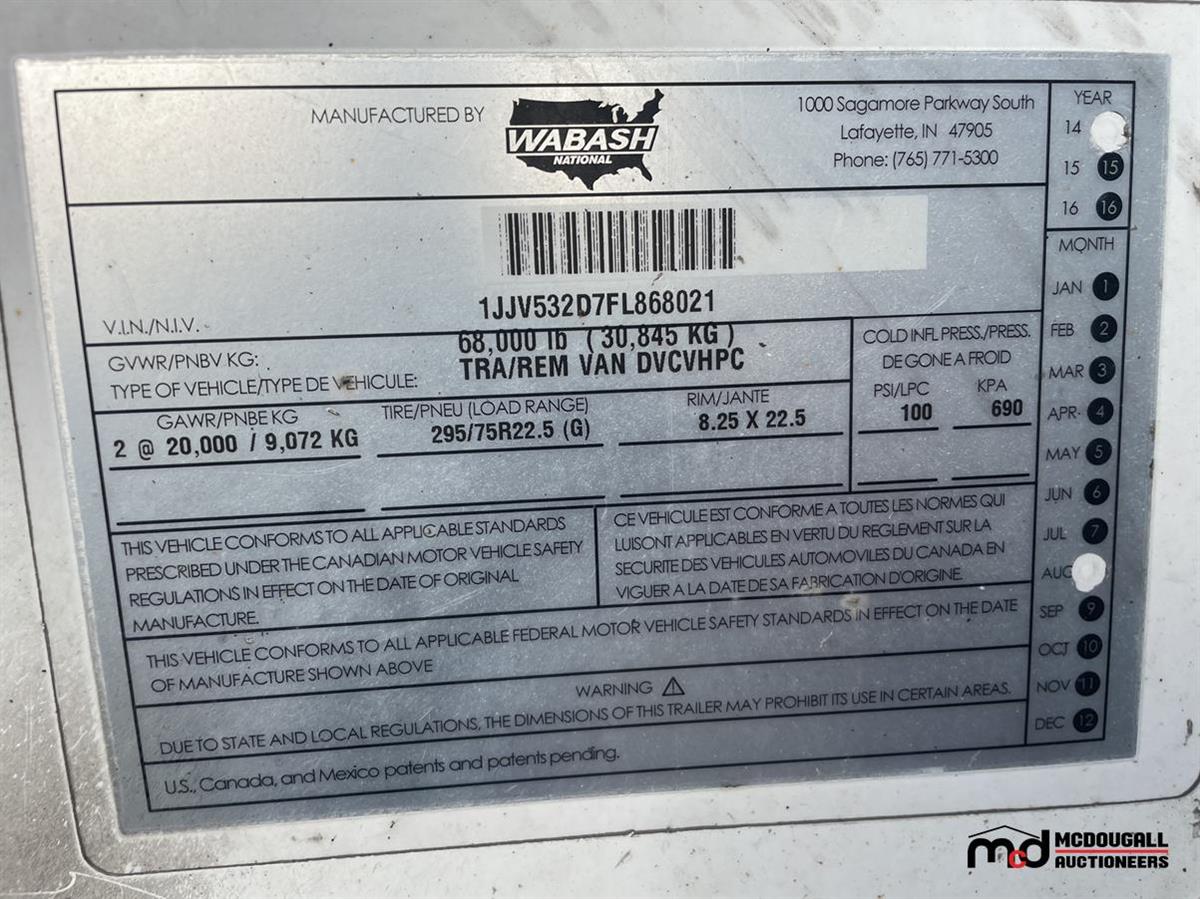 MANUFACTURED BY
WABASH
NATIONAL
1000 Sagamore Parkway South
Lafayette, IN 47905
Phone: (765) 771-5300
V.I.N./N.I.V.
1JJV532D7FL868021
GVWR/PNBV KG:
68,000 lb ( 30,845 KG )
TYPE OF VEHICLE/TYPE DE VEHICULE:
TRA/REM VAN DVCVHPC
GAWR/PNBE KG
2 @ 20,000 / 9,072 KG
TIRE/PNEU (LOAD RANGE)
295/75R22.5 (G)
RIM/JANTE
8.25 X 22.5
COLD INFL PRESS./PRESS.
DE GONE A FROID
PSI/LPC KPA
100 690
THIS VEHICLE CONFORMS TO ALL APPLICABLE STANDARDS
PRESCRIBED UNDER THE CANADIAN MOTOR VEHICLE SAFETY
REGULATIONS IN EFFECT ON THE DATE OF ORIGINAL
MANUFACTURE.
CE VEHICULE EST CONFORME A TOUTES LES NORMES QUI
LUISONT APPLICABLES EN VERTU DU REGLEMENT SUR LA
SECURITE DES VEHICULES AUTOMOVILES DU CANADA EN
VIGUER A LA DATE DE SA FABRICATION D'ORIGINE.
THIS VEHICLE CONFORMS TO ALL APPLICABLE FEDERAL MOTOR VEHICLE SAFETY STANDARDS IN EFFECT ON THE DATE
OF MANUFACTURE SHOWN ABOVE
WARNING
DUE TO STATE AND LOCAL REGULATIONS, THE DIMENSIONS OF THIS TRAILER MAY PROHIBIT ITS USE IN CERTAIN AREAS.
U.S., Canada, and Mexico patents and patents pending.
YEAR
14
15 15
16 16
MONTH
JAN 1
FEB 2
MAR 3
APR 4
MAY 5
JUN 6
JUL 7
AUG
SEP 9
OCT 10
NOV 11
DEC 12
mcd MCDOUGALL
AUCTIONEERS